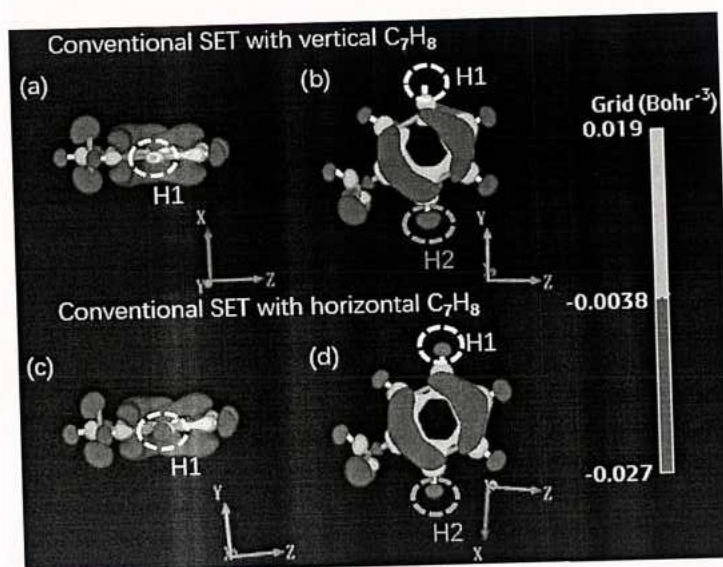 Conventional SET with vertical C₇H₈
(a)
(b)
H1
H1
H2
X
Y
Z
Y
Z
Grid (Bohr⁻³)
0.019
-0.0038
-0.027
Conventional SET with horizontal C₇H₈
(c)
(d)
H1
H1
H2
Y
X
Z
Y
Z
X